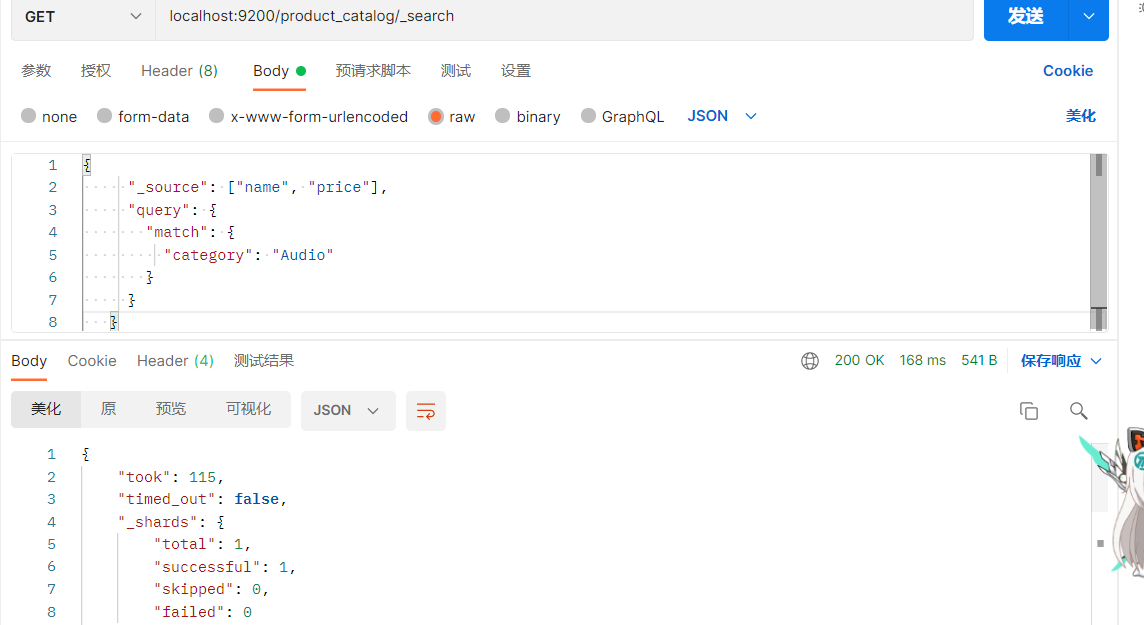 GET localhost:9200/product_catalog/_search 发送
参数 授权 Header (8) Body 预请求脚本 测试 设置 Cookie
none form-data x-www-form-urlencoded raw binary GraphQL JSON 美化
1 {
2 "_source": ["name", "price"],
3 "query": {
4 "match": {
5 "category": "Audio"
6 }
7 }
8 }
Body Cookie Header (4) 测试结果 200 OK 168 ms 541 B 保存响应
美化 原 预览 可视化 JSON
1 {
2 "took": 115,
3 "timed_out": false,
4 "_shards": {
5 "total": 1,
6 "successful": 1,
7 "skipped": 0,
8 "failed": 0